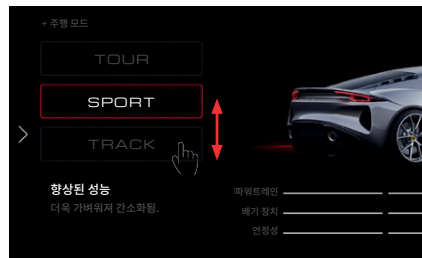 + 주행 모드
TOUR
SPORT
TRACK
향상된 성능
더욱 가벼워져 간소화됨.
파워트레인
배기 장치
안정성